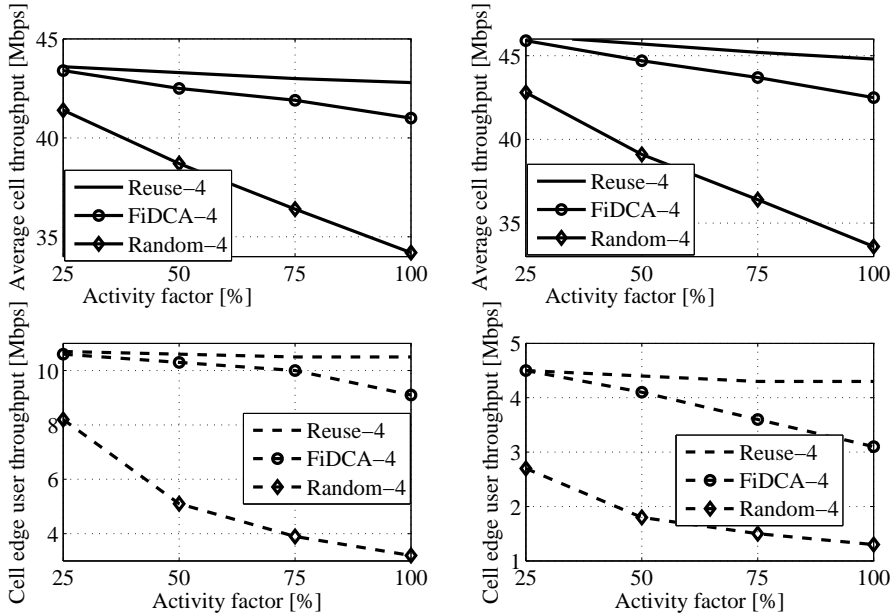 Average cell throughput [Mbps]
45
40
35
Reuse−4
FiDCA−4
Random−4
25
50
75
100
Activity factor [%]
Average cell throughput [Mbps]
45
40
35
Reuse−4
FiDCA−4
Random−4
25
50
75
100
Activity factor [%]
Cell edge user throughput [Mbps]
10
8
6
4
Reuse−4
FiDCA−4
Random−4
25
50
75
100
Activity factor [%]
Cell edge user throughput [Mbps]
5
4
3
2
1
Reuse−4
FiDCA−4
Random−4
25
50
75
100
Activity factor [%]